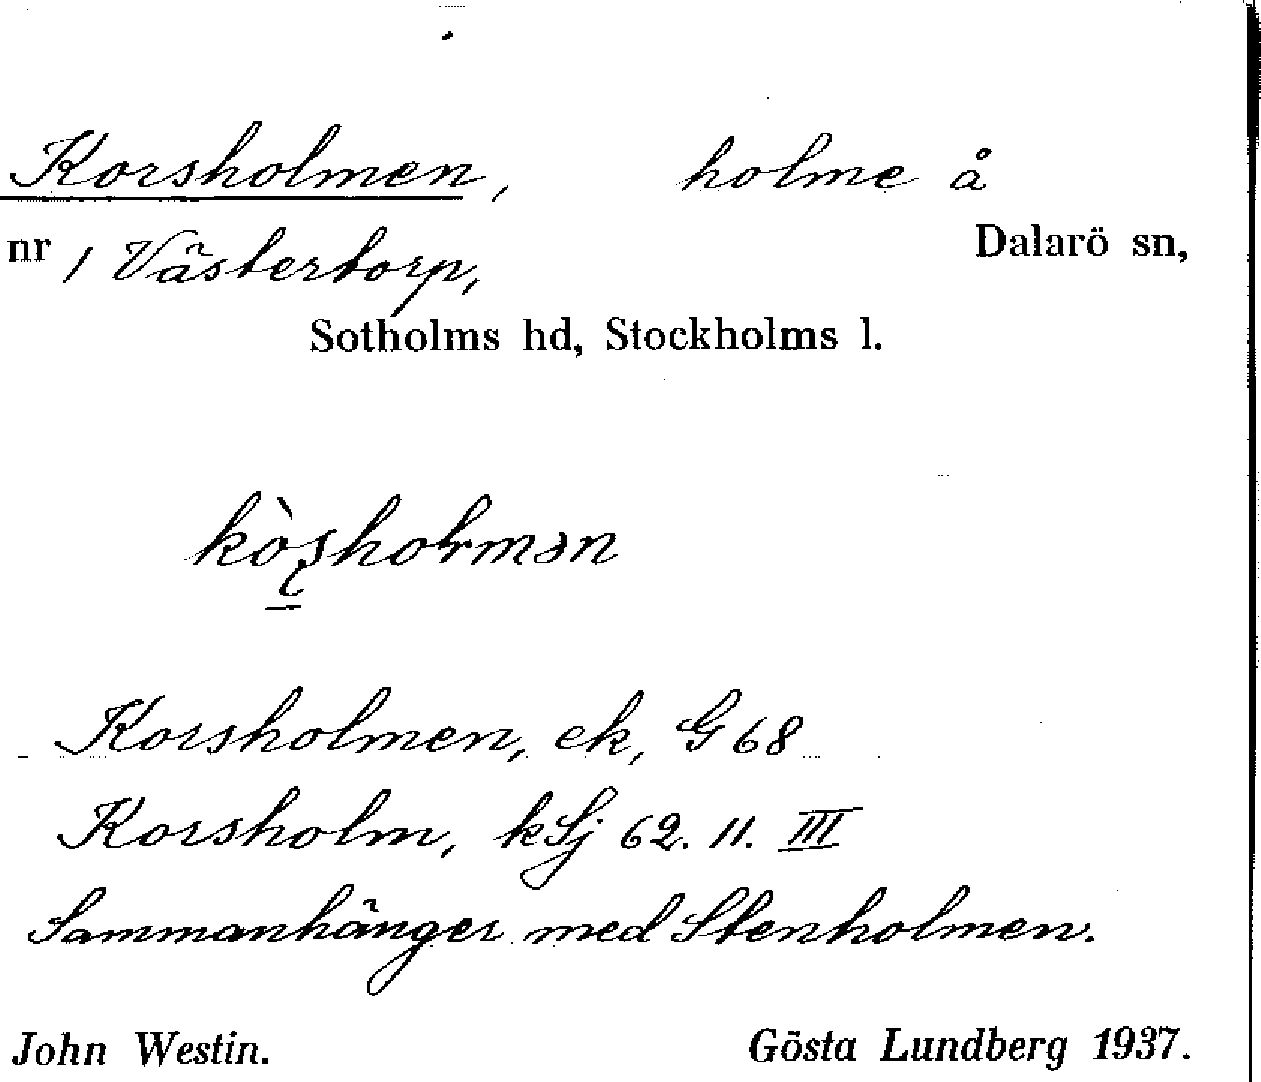 Korsholmen, holme å
nr 1 Västertorp, Dalarö sn,
Sotholms hd, Stockholms l.
kòʂholmən
Korsholmen, ek, G 68
Korsholm, kSj 62. 11. III
Sammanhänger med Stenholmen.
John Westin. Gösta Lundberg 1937.